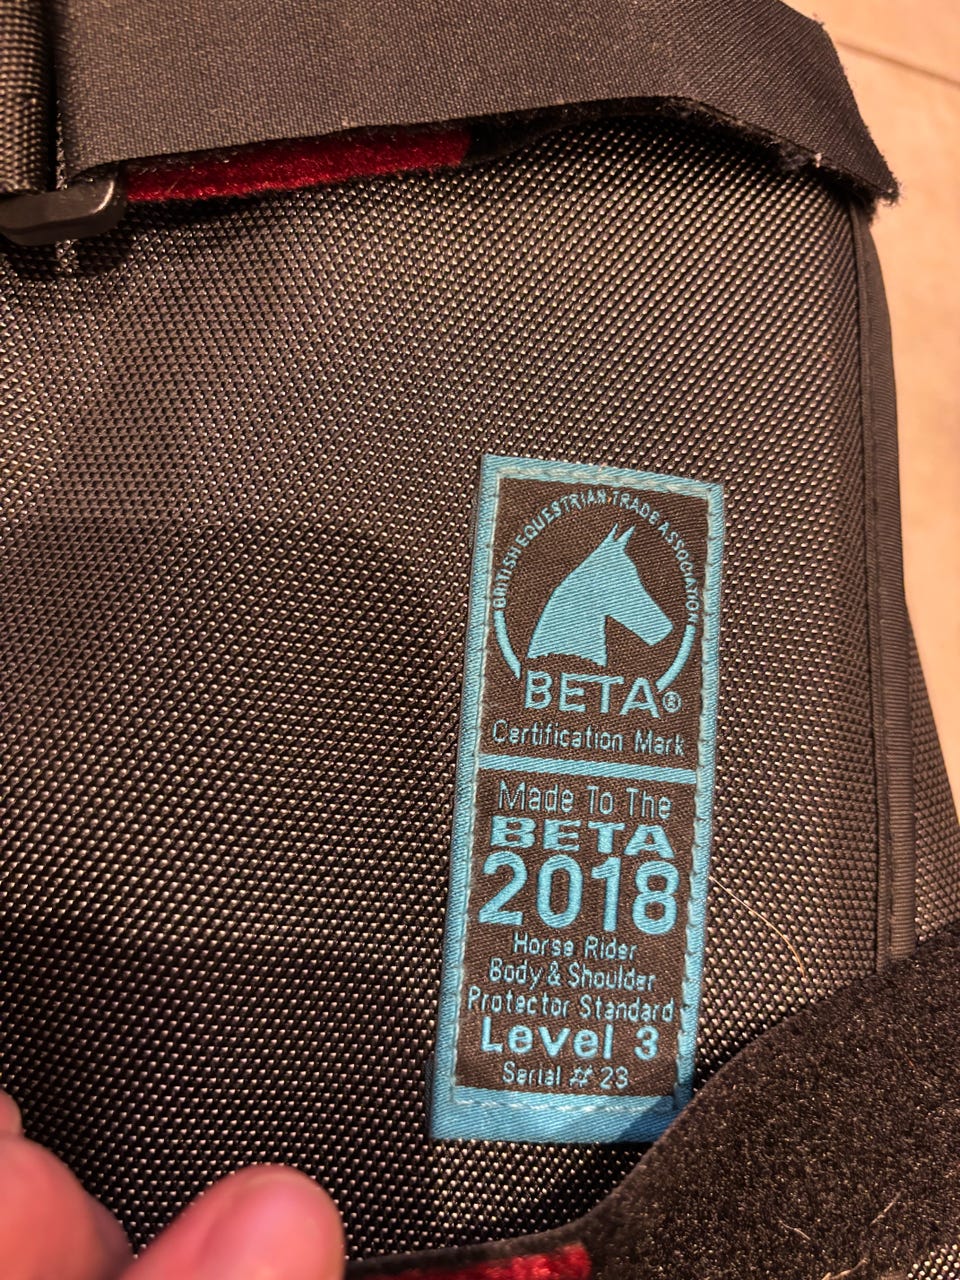 BRITISH EQUESTRIAN TRADE ASSOCIATION
BETA®
Certification Mark
Made To The
BETA
2018
Horse Rider
Body & Shoulder
Protector Standard
Level 3
Serial # 23